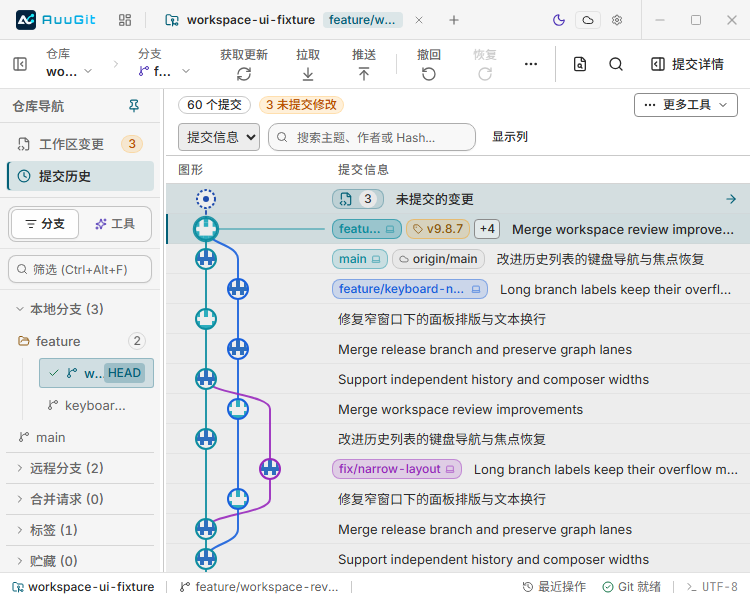 AuuGit
workspace-ui-fixture
feature/w...
仓库
wo...
分支
f...
获取更新
拉取
推送
撤回
恢复
提交详情
仓库导航
工作区变更 3
提交历史
分支
工具
筛选 (Ctrl+Alt+F)
本地分支 (3)
feature 2
w... HEAD
keyboar...
main
远程分支 (2)
合并请求 (0)
标签 (1)
贮藏 (0)
60 个提交 3 未提交修改
更多工具
提交信息
搜索主题、作者或 Hash...
显示列
图形 提交信息
3 未提交的变更
featu... v9.8.7 +4 Merge workspace review improve...
main origin/main 改进历史列表的键盘导航与焦点恢复
feature/keyboard-n... Long branch labels keep their overfl...
修复窄窗口下的面板排版与文本换行
Merge release branch and preserve graph lanes
Support independent history and composer widths
Merge workspace review improvements
改进历史列表的键盘导航与焦点恢复
fix/narrow-layout Long branch labels keep their overflow m...
修复窄窗口下的面板排版与文本换行
Merge release branch and preserve graph lanes
Support independent history and composer widths
workspace-ui-fixture feature/workspace-rev... 最近操作 Git 就绪 UTF-8